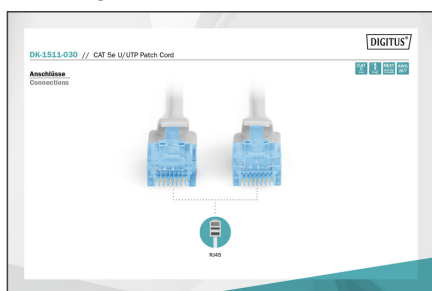 DIGITUS®
DK-1511-030 // CAT 5e U/UTP Patch Cord
Anschlüsse
Connections
RJ45